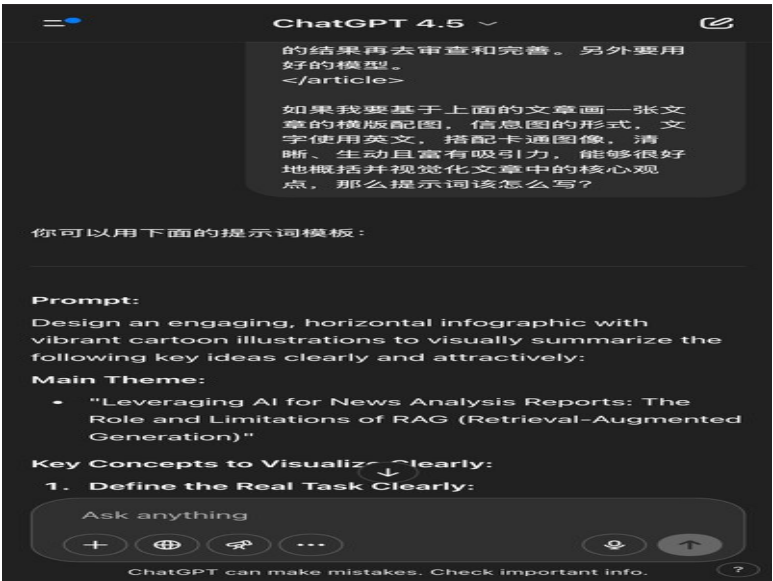 ChatGPT 4.5
的结果再去审查和完善。另外要用
好的模型。
</article>
如果我要基于上面的文章画一张文
章的横版配图，信息图的形式，文
字使用英文，搭配卡通图像，清
晰、生动且富有吸引力，能够很好
地概括并视觉化文章中的核心观
点，那么提示词该怎么写？
你可以用下面的提示词模板：
Prompt:
Design an engaging, horizontal infographic with
vibrant cartoon illustrations to visually summarize the
following key ideas clearly and attractively:
Main Theme:
• "Leveraging AI for News Analysis Reports: The
Role and Limitations of RAG (Retrieval-Augmented
Generation)"
Key Concepts to Visualize Clearly:
1. Define the Real Task Clearly:
Ask anything
ChatGPT can make mistakes. Check important info.
?